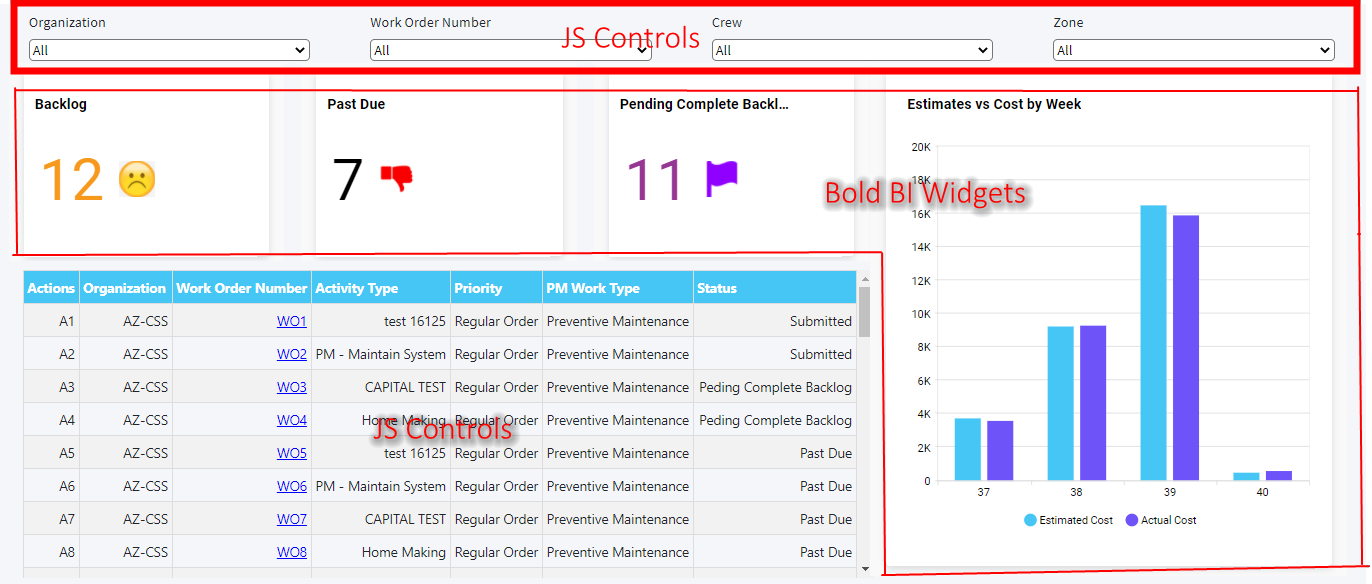 Organization Work Order Number Crew Zone
All All All All
JS Controls
Backlog Past Due Pending Complete Backl... Estimates vs Cost by Week
12 7 11
Bold BI Widgets
20K
18K
16K
14K
12K
10K
8K
6K
4K
2K
0
37 38 39 40
Estimated Cost Actual Cost
Actions Organization Work Order Number Activity Type Priority PM Work Type Status
A1 AZ-CSS WO1 test 16125 Regular Order Preventive Maintenance Submitted
A2 AZ-CSS WO2 PM - Maintain System Regular Order Preventive Maintenance Submitted
A3 AZ-CSS WO3 CAPITAL TEST Regular Order Preventive Maintenance Peding Complete Backlog
A4 AZ-CSS WO4 Home Making Regular Order Preventive Maintenance Peding Complete Backlog
JS Controls
A5 AZ-CSS WO5 test 16125 Regular Order Preventive Maintenance Past Due
A6 AZ-CSS WO6 PM - Maintain System Regular Order Preventive Maintenance Past Due
A7 AZ-CSS WO7 CAPITAL TEST Regular Order Preventive Maintenance Past Due
A8 AZ-CSS WO8 Home Making Regular Order Preventive Maintenance Past Due